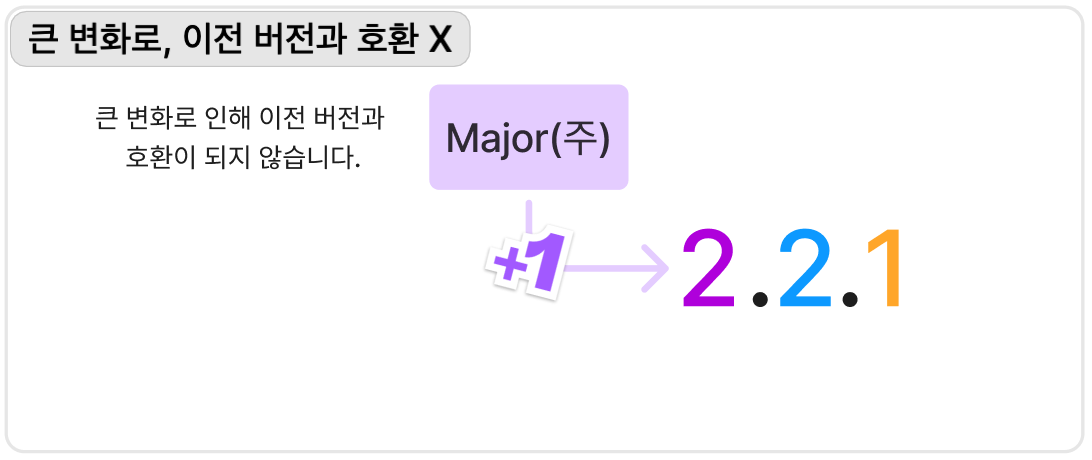 큰 변화로, 이전 버전과 호환 X
큰 변화로 인해 이전 버전과
호환이 되지 않습니다.
Major(주)
+1
2.2.1